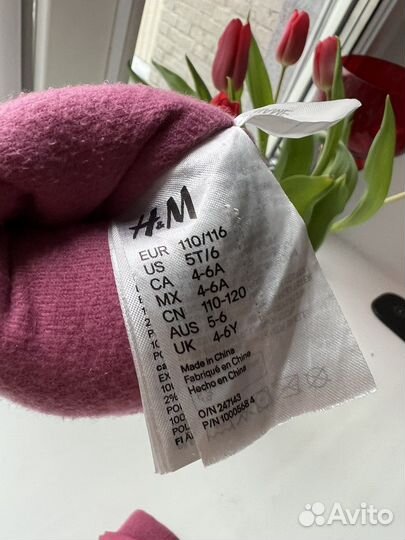 H&M
EUR 110/116
US 5T/6
CA 4-6A
MX 4-6A
CN 110-120
AUS 5-6
UK 4-6Y
Made in China
Fabriqué en Chine
Hecho en China
O/N 247143
P/N 1000568 4
Avito